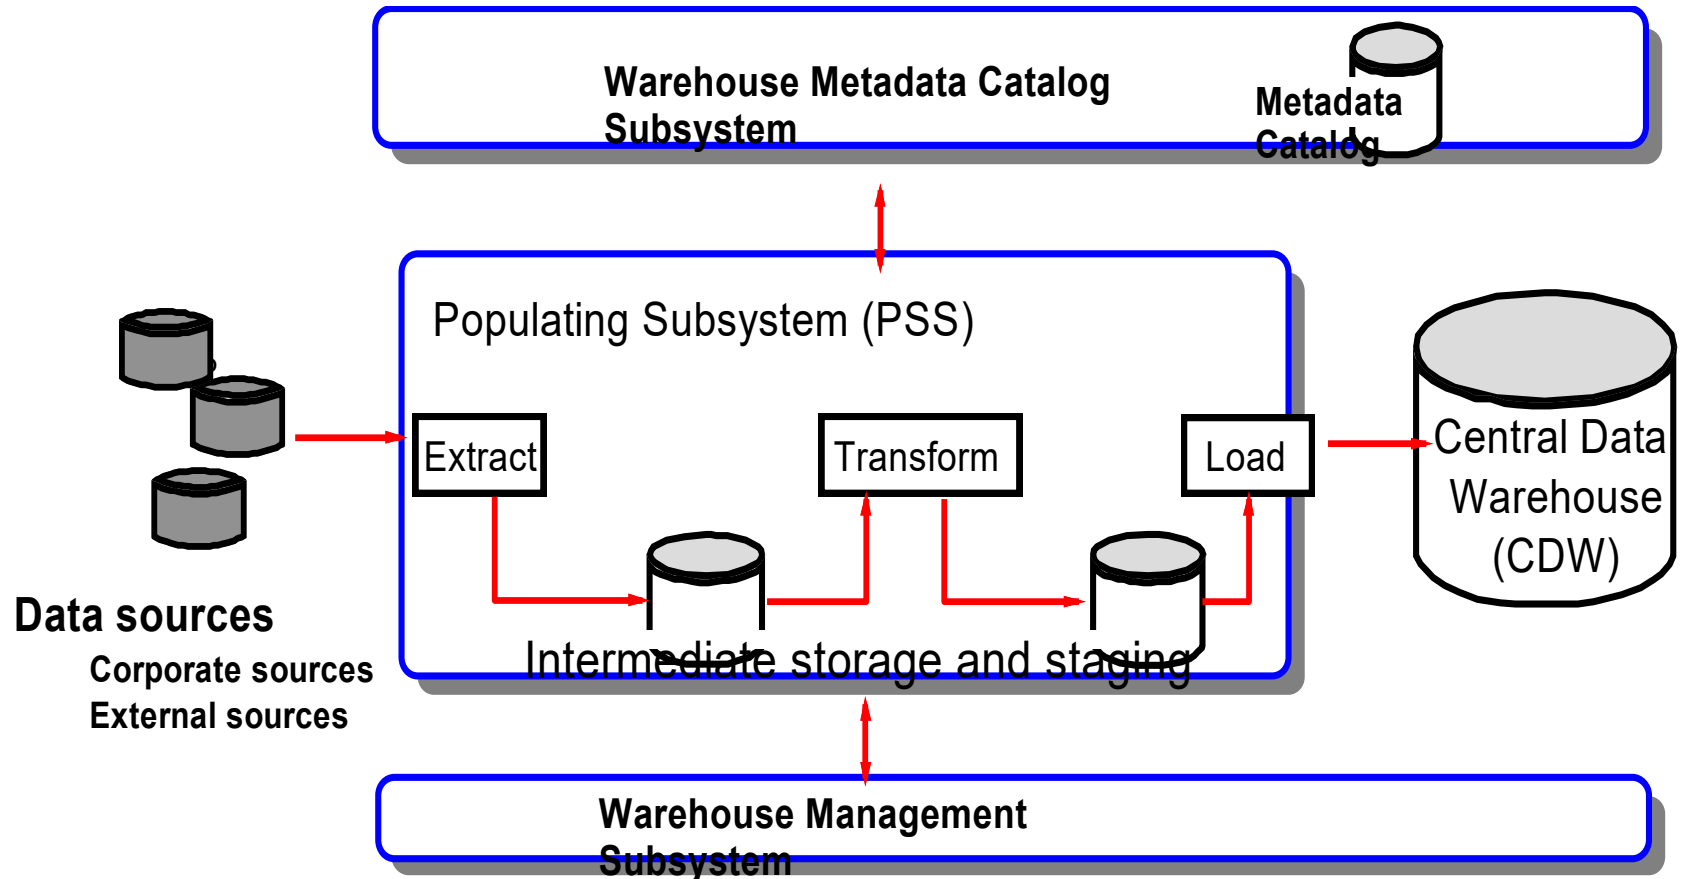 Warehouse Metadata Catalog
Subsystem
Metadata
Catalog
Populating Subsystem (PSS)
Extract
Transform
Load
Central Data
Warehouse
(CDW)
Intermediate storage and staging
Data sources
Corporate sources
External sources
Warehouse Management
Subsystem